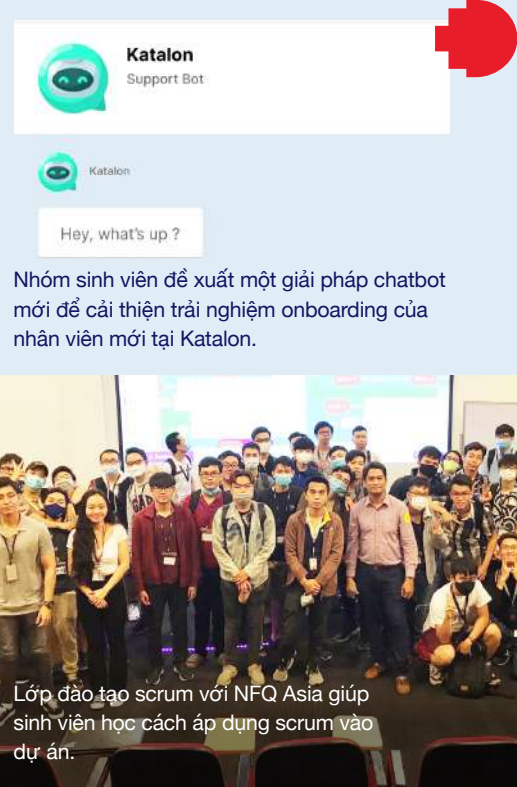 Katalon
Support Bot
Katalon
Hey, what's up ?
Nhóm sinh viên đề xuất một giải pháp chatbot
mới để cải thiện trải nghiệm onboarding của
nhân viên mới tại Katalon.
Lớp đào tạo scrum với NFQ Asia giúp
sinh viên học cách áp dụng scrum vào
dự án.